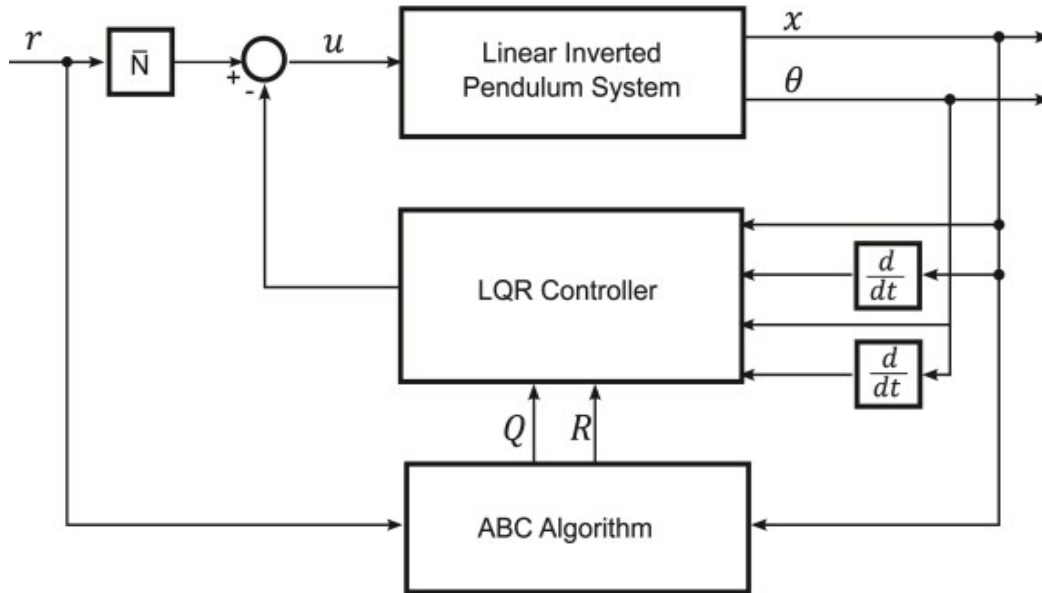 r
N̄
+
-
u
Linear Inverted
Pendulum System
x
θ
LQR Controller
d
dt
d
dt
Q
R
ABC Algorithm